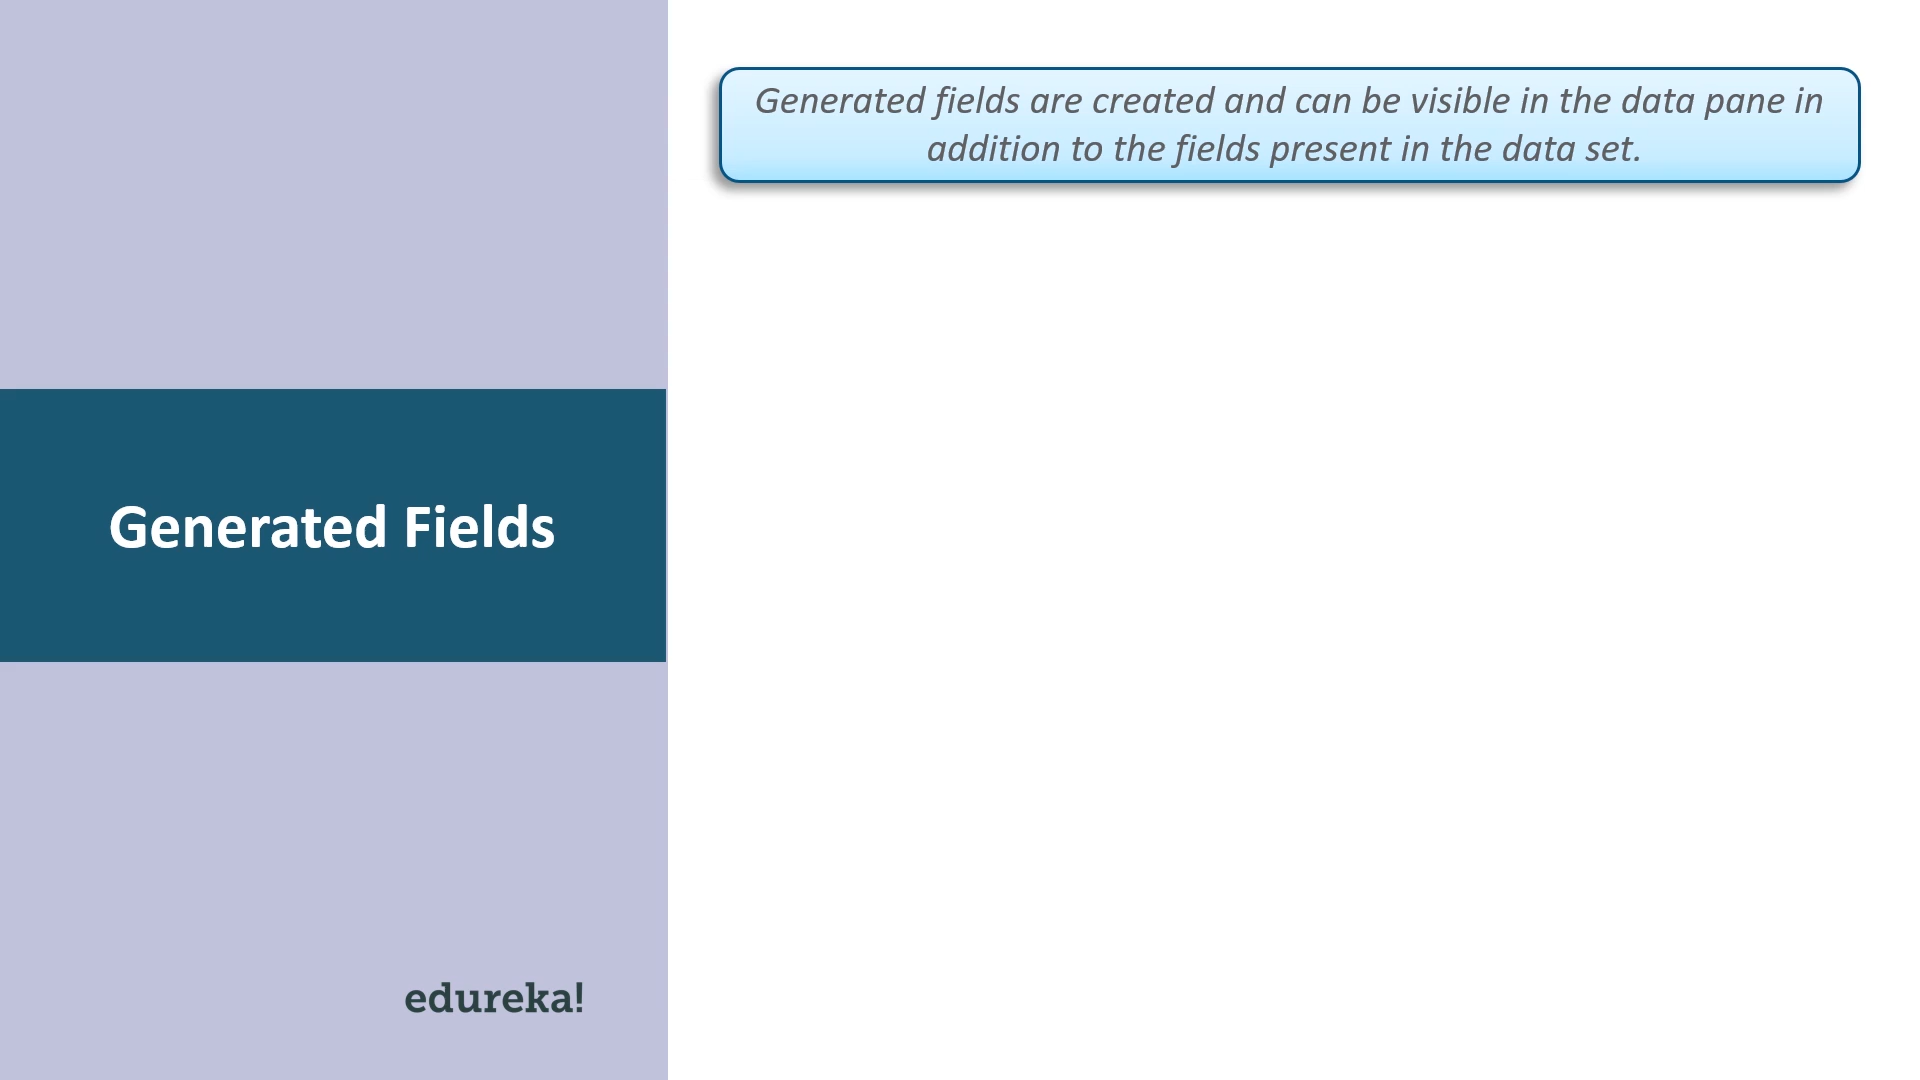 Generated fields are created and can be visible in the data pane in
addition to the fields present in the data set.
Generated Fields
edureka!